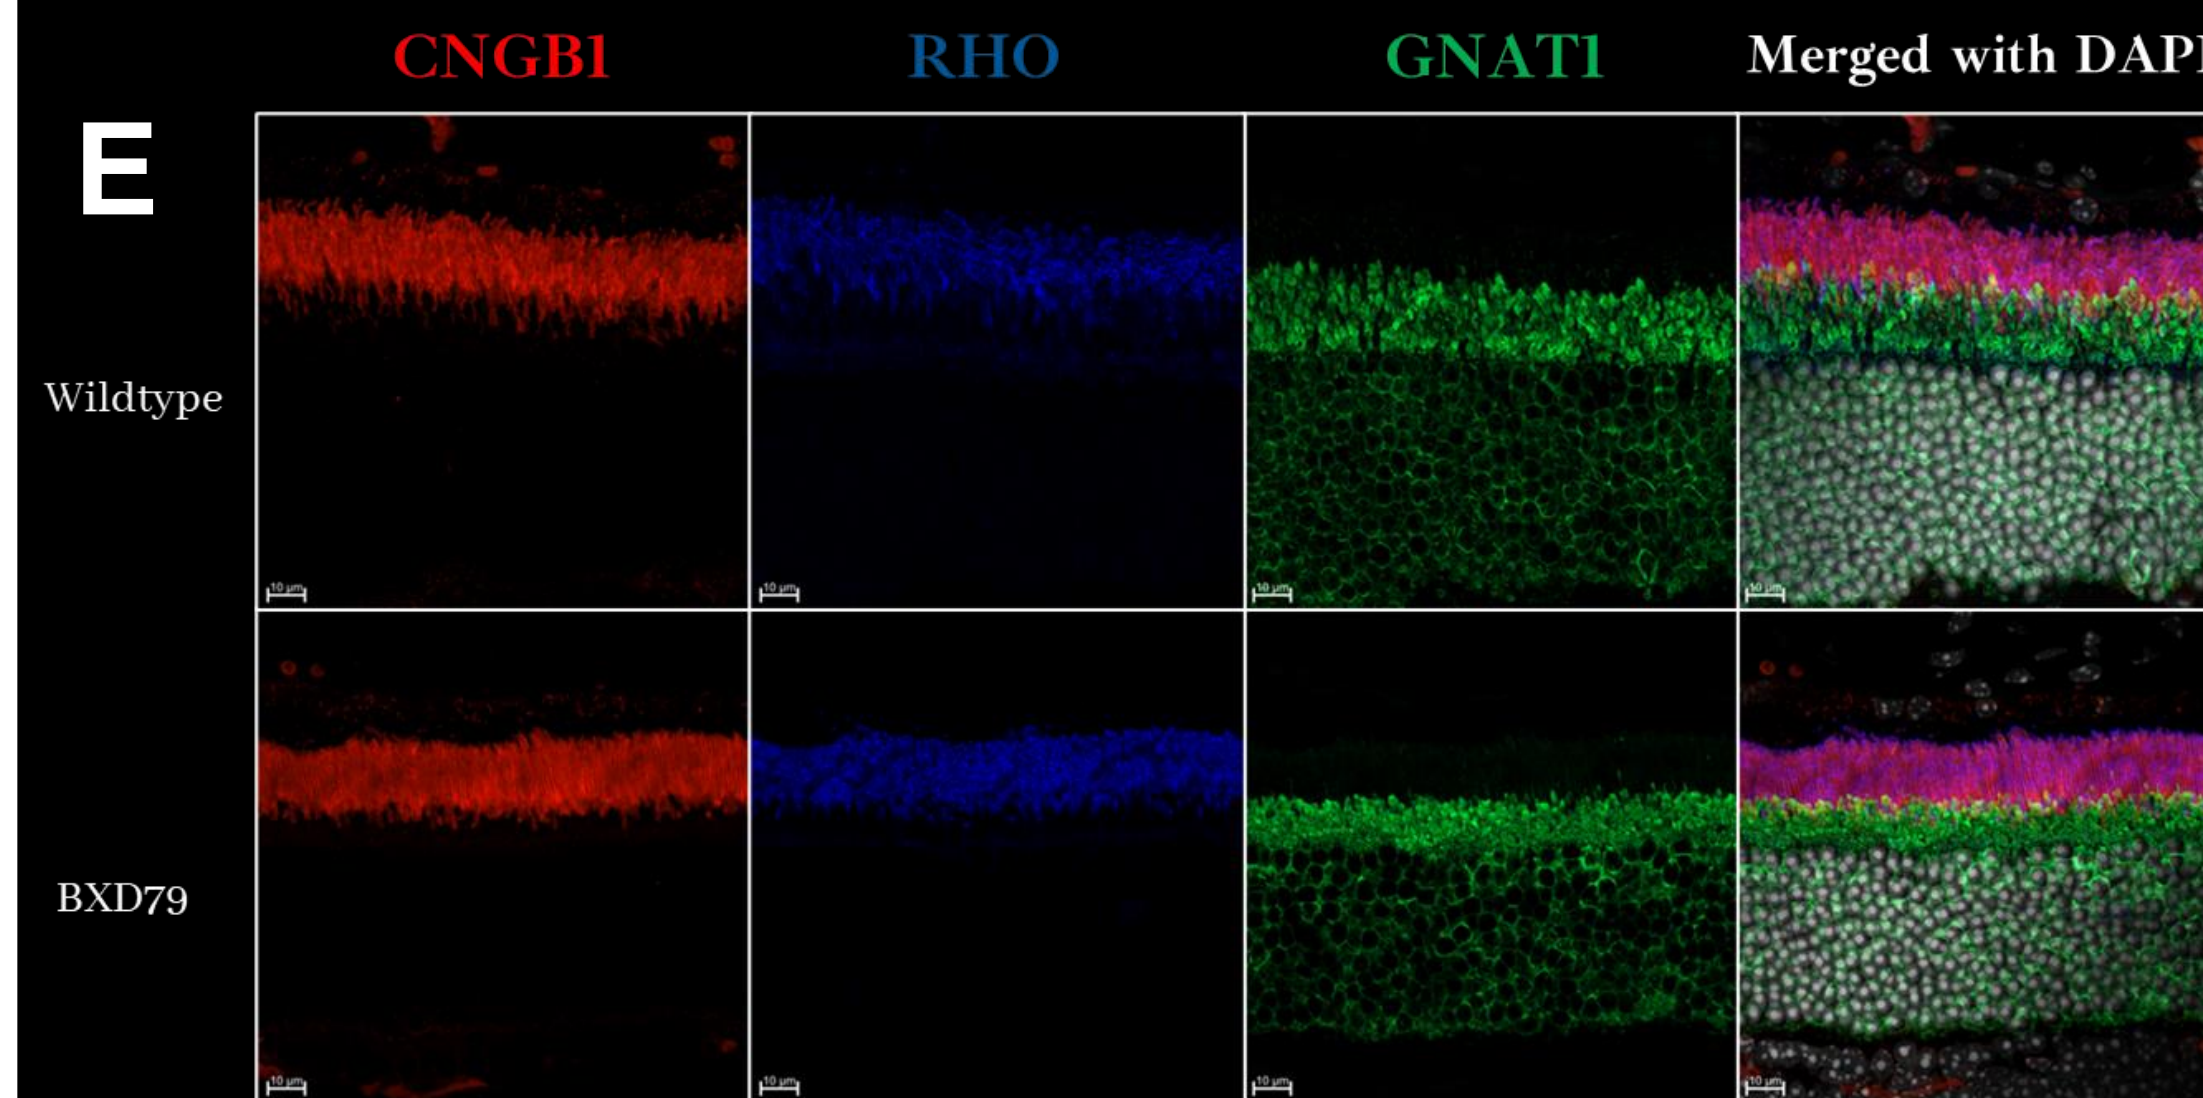 CNGB1 RHO GNAT1 Merged with DAPI
E
Wildtype
10 µm 10 µm 10 µm 10 µm
BXD79
10 µm 10 µm 10 µm 10 µm